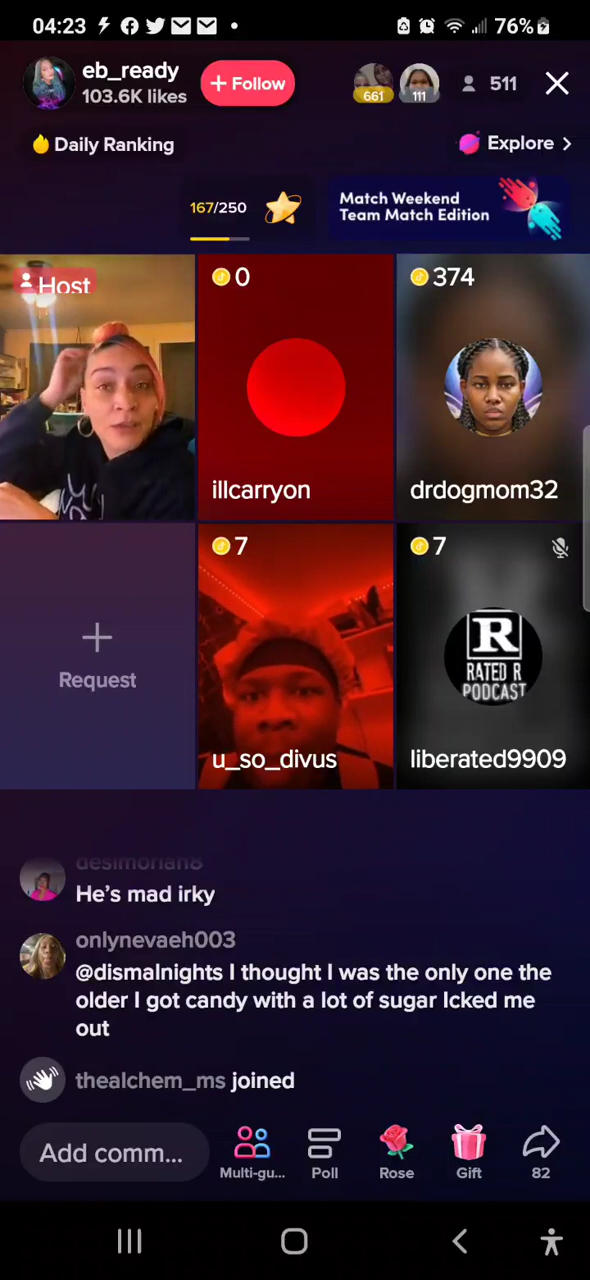 04:23
76%
eb_ready
103.6K likes
+ Follow
661
111
511
Daily Ranking
Explore >
167/250
Match Weekend
Team Match Edition
Host
0
374
illcarryon
drdogmom32
Request
7
7
R
RATED R
PODCAST
u_so_divus
liberated9909
desimorian8
He's mad irky
onlynevaeh003
@dismalnights I thought I was the only one the
older I got candy with a lot of sugar Icked me
out
thealchem_ms joined
Add comm...
Multi-gu...
Poll
Rose
Gift
82